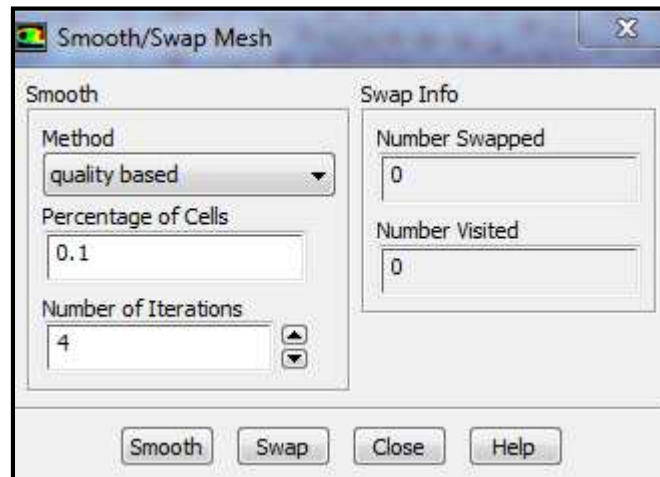 Smooth/Swap Mesh
Smooth
Method
quality based
Percentage of Cells
0.1
Number of Iterations
4
Swap Info
Number Swapped
0
Number Visited
0
Smooth Swap Close Help